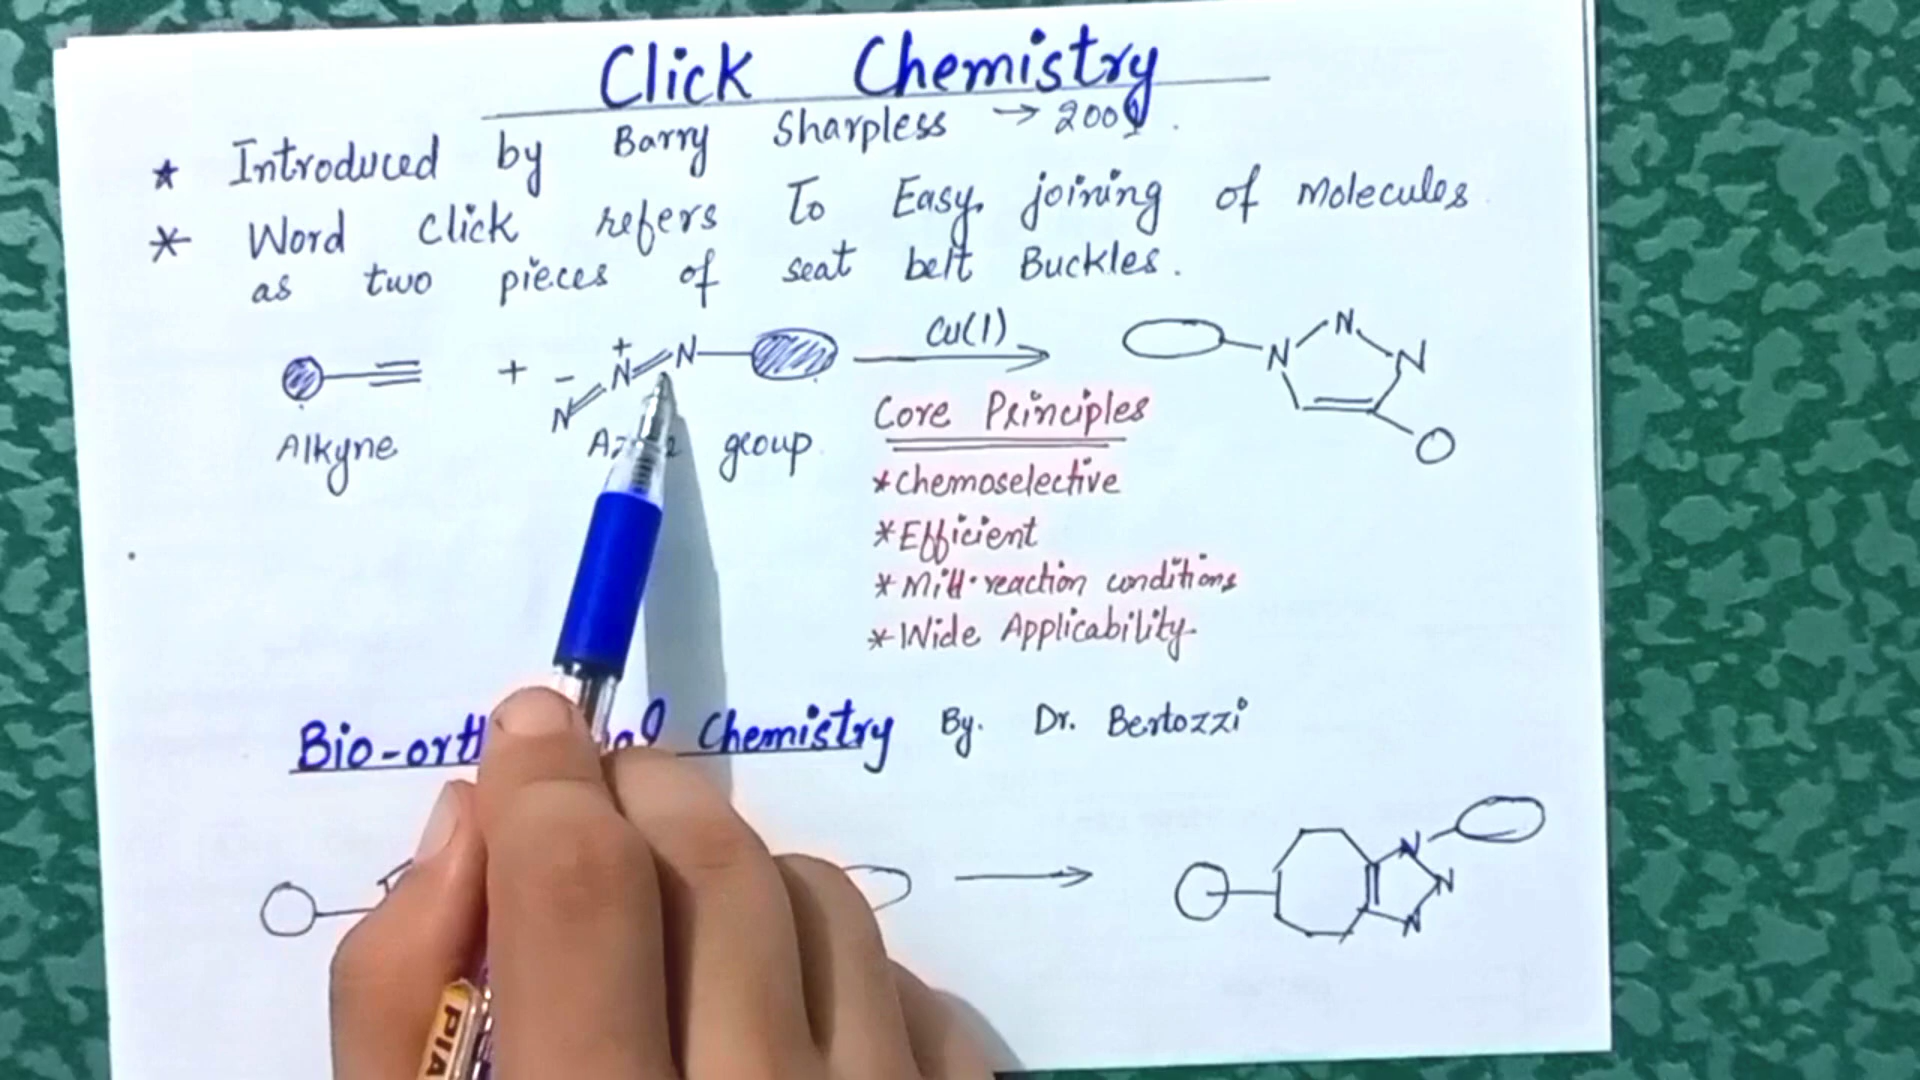 Click Chemistry
* Introduced by Barry Sharpless → 2001.
* Word click refers To Easy joining of Molecules
as two pieces of seat belt Buckles.
+ N = N⁺ = N Cu(I) N N N
Alkyne group
Core Principles
* Chemoselective
* Efficient
* Mild reaction conditions
* Wide Applicability
Chemistry By. Dr. Bertozzi
N N N
PIA